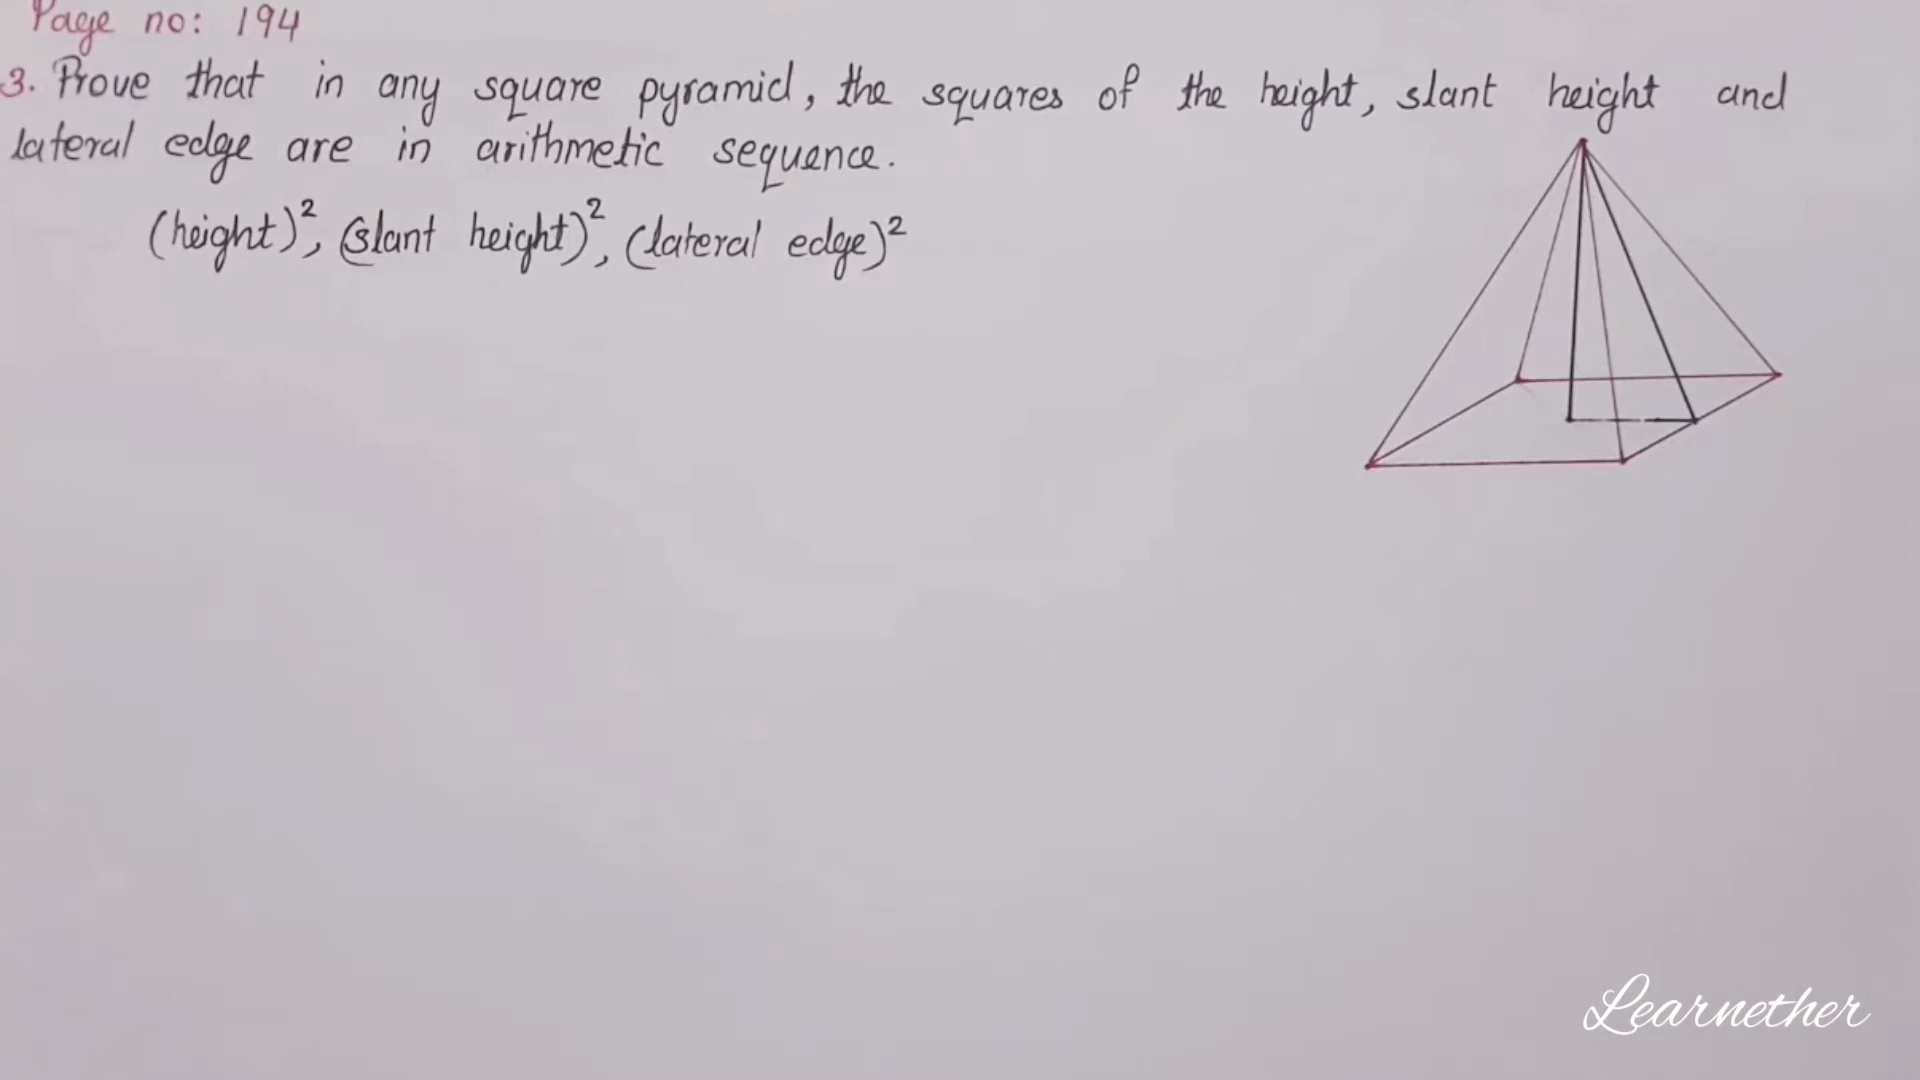 Page no: 194
3. Prove that in any square pyramid, the squares of the height, slant height and
lateral edge are in arithmetic sequence.
(height)², (slant height)², (lateral edge)²
Learnether